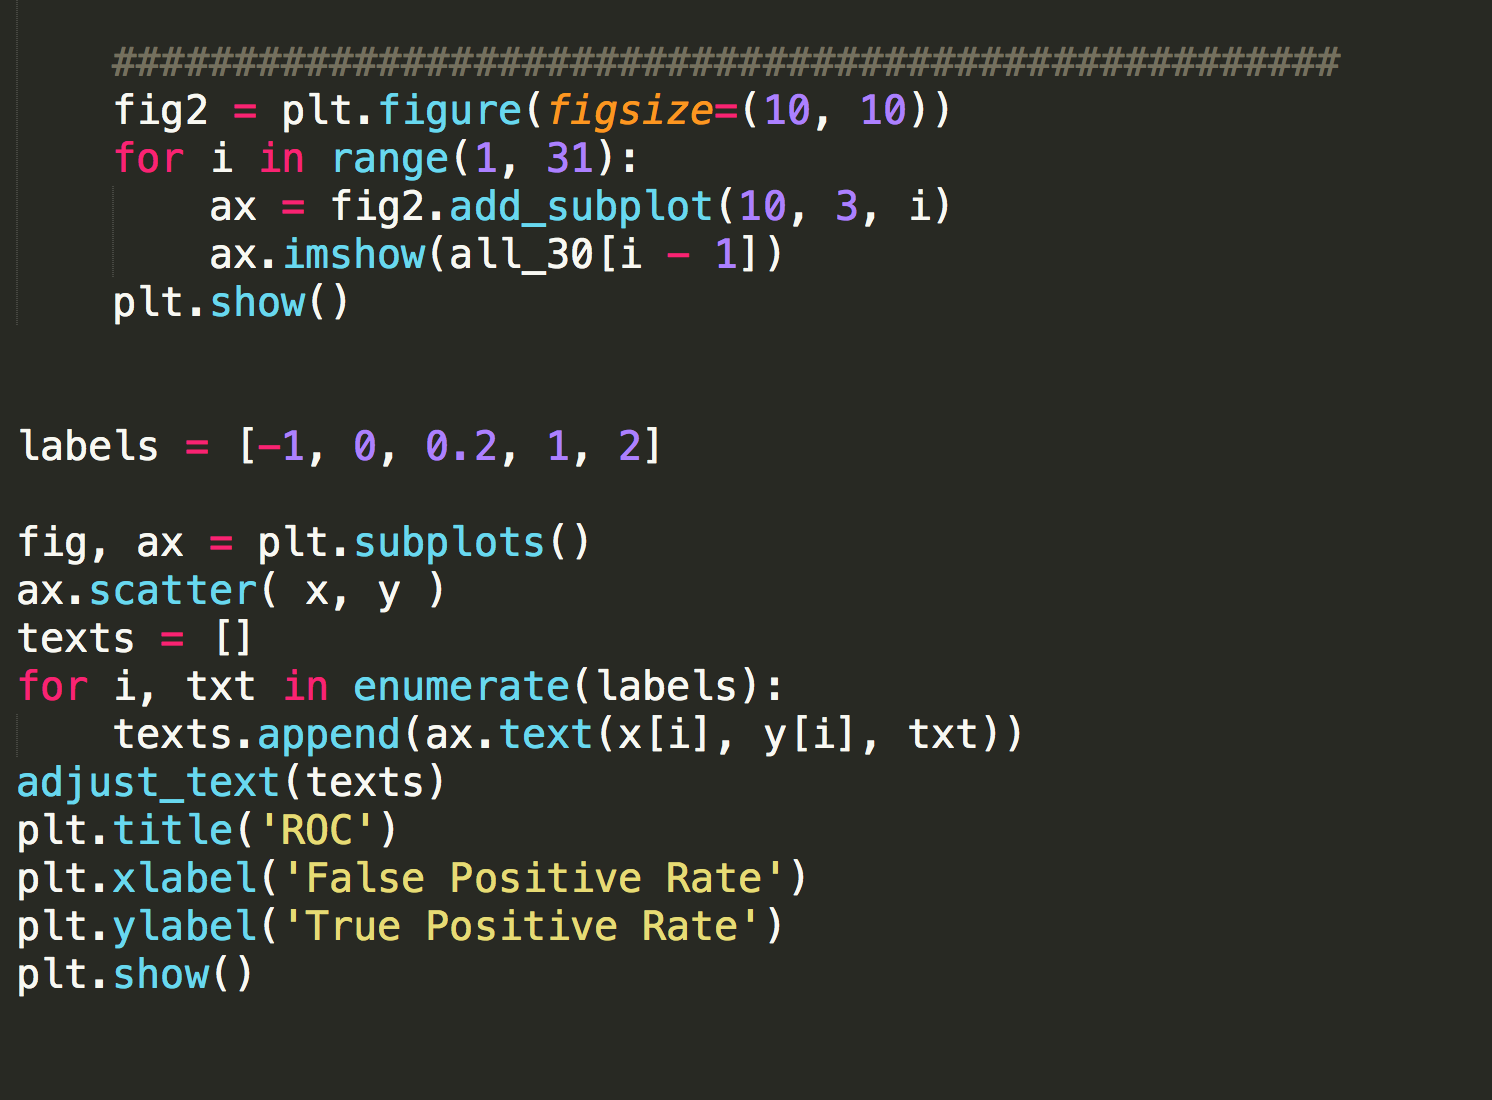 ###################################################
    fig2 = plt.figure(figsize=(10, 10))
    for i in range(1, 31):
        ax = fig2.add_subplot(10, 3, i)
        ax.imshow(all_30[i - 1])
    plt.show()
labels = [-1, 0, 0.2, 1, 2]
fig, ax = plt.subplots()
ax.scatter( x, y )
texts = []
for i, txt in enumerate(labels):
    texts.append(ax.text(x[i], y[i], txt))
adjust_text(texts)
plt.title('ROC')
plt.xlabel('False Positive Rate')
plt.ylabel('True Positive Rate')
plt.show()